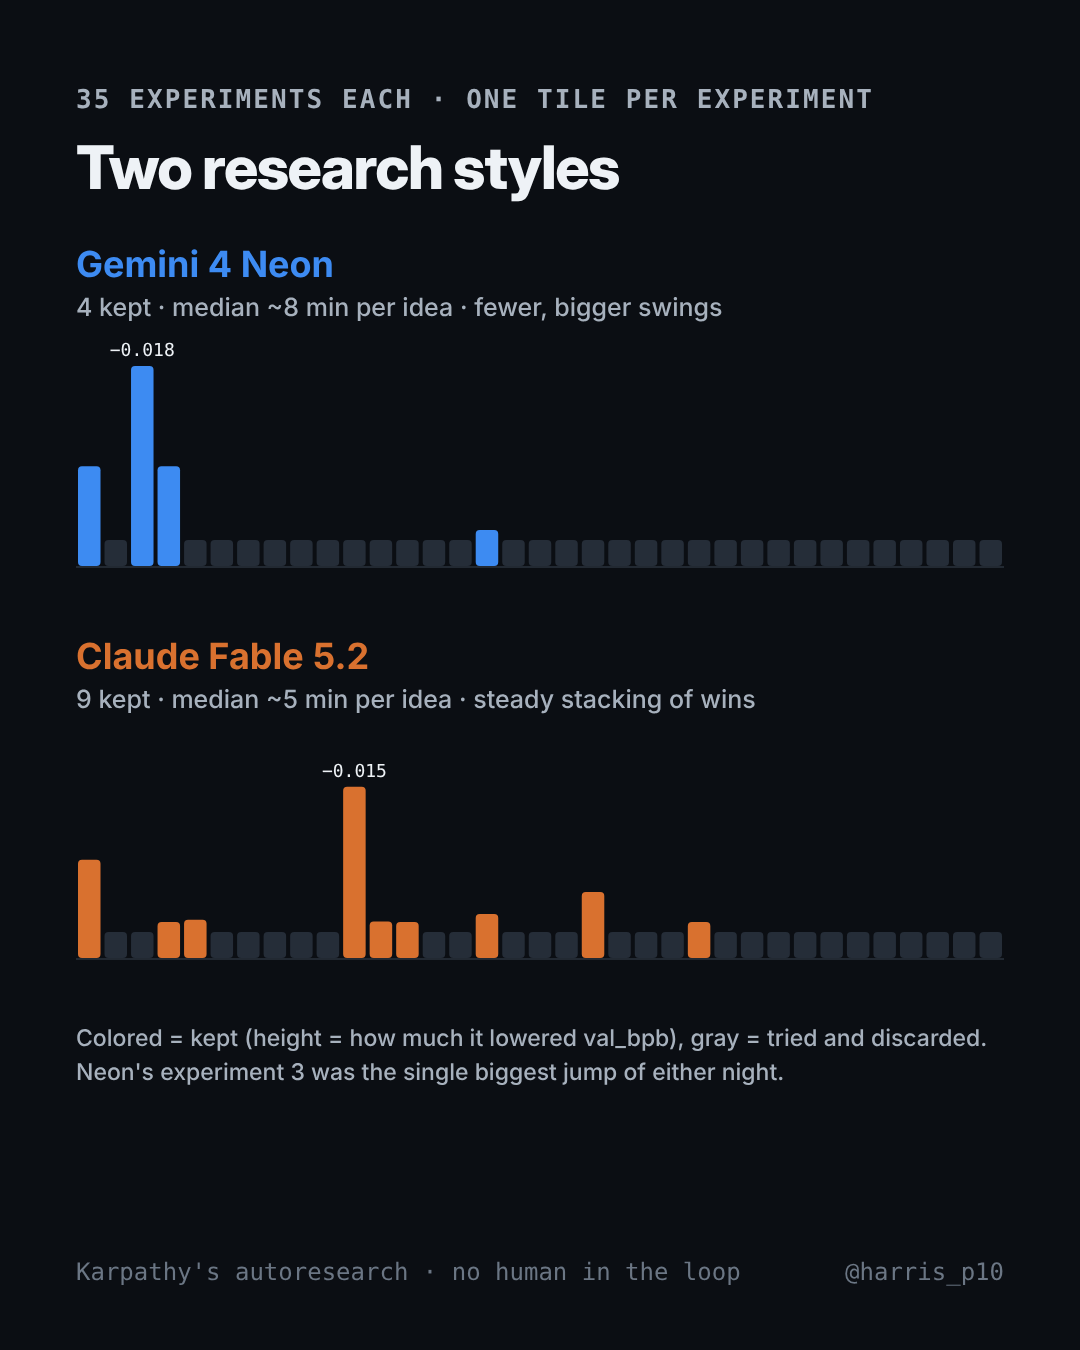 35 EXPERIMENTS EACH · ONE TILE PER EXPERIMENT
Two research styles
Gemini 4 Neon
4 kept · median ~8 min per idea · fewer, bigger swings
−0.018
Claude Fable 5.2
9 kept · median ~5 min per idea · steady stacking of wins
−0.015
Colored = kept (height = how much it lowered val_bpb), gray = tried and discarded.
Neon's experiment 3 was the single biggest jump of either night.
Karpathy's autoresearch · no human in the loop
@harris_p10